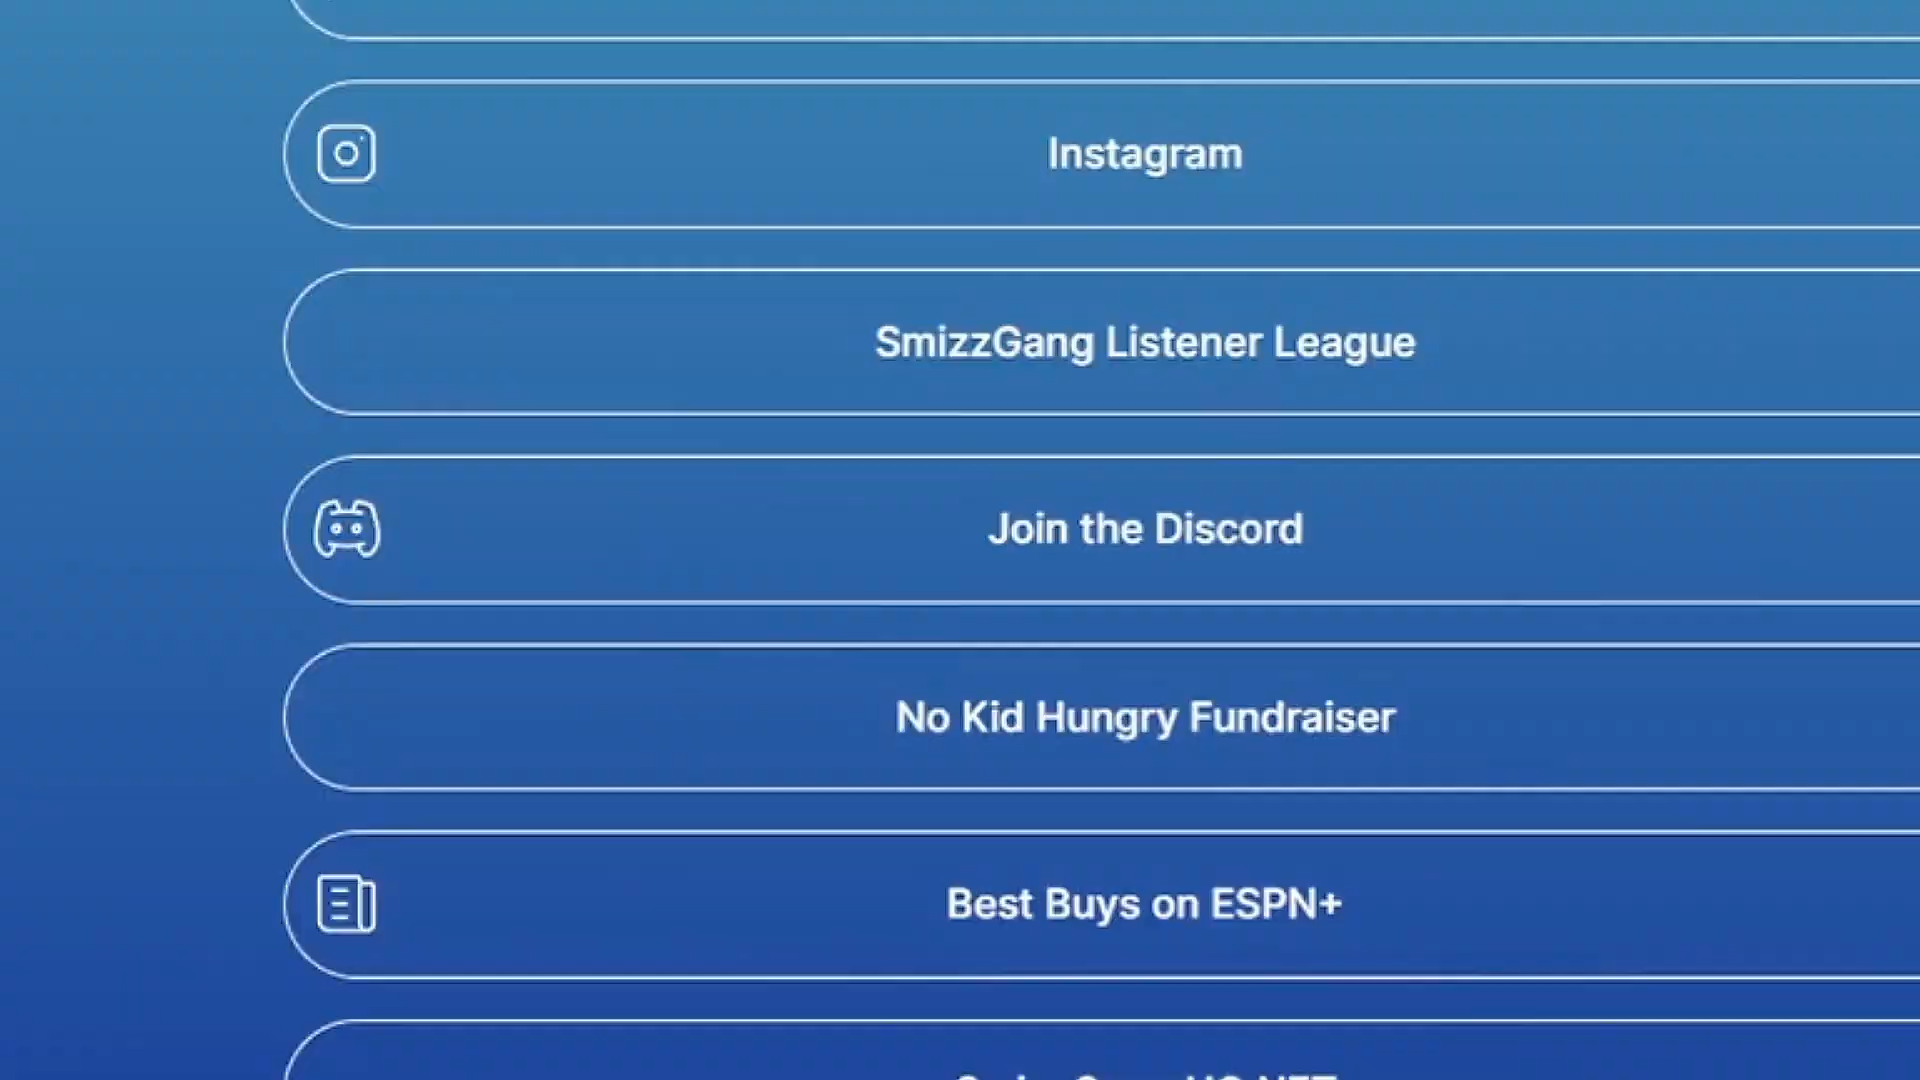 Instagram
SmizzGang Listener League
Join the Discord
No Kid Hungry Fundraiser
Best Buys on ESPN+